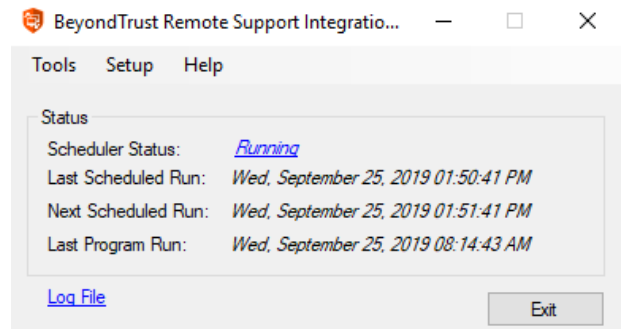 BeyondTrust Remote Support Integratio...
Tools Setup Help
Status
Scheduler Status: Running
Last Scheduled Run: Wed, September 25, 2019 01:50:41 PM
Next Scheduled Run: Wed, September 25, 2019 01:51:41 PM
Last Program Run: Wed, September 25, 2019 08:14:43 AM
Log File
Exit